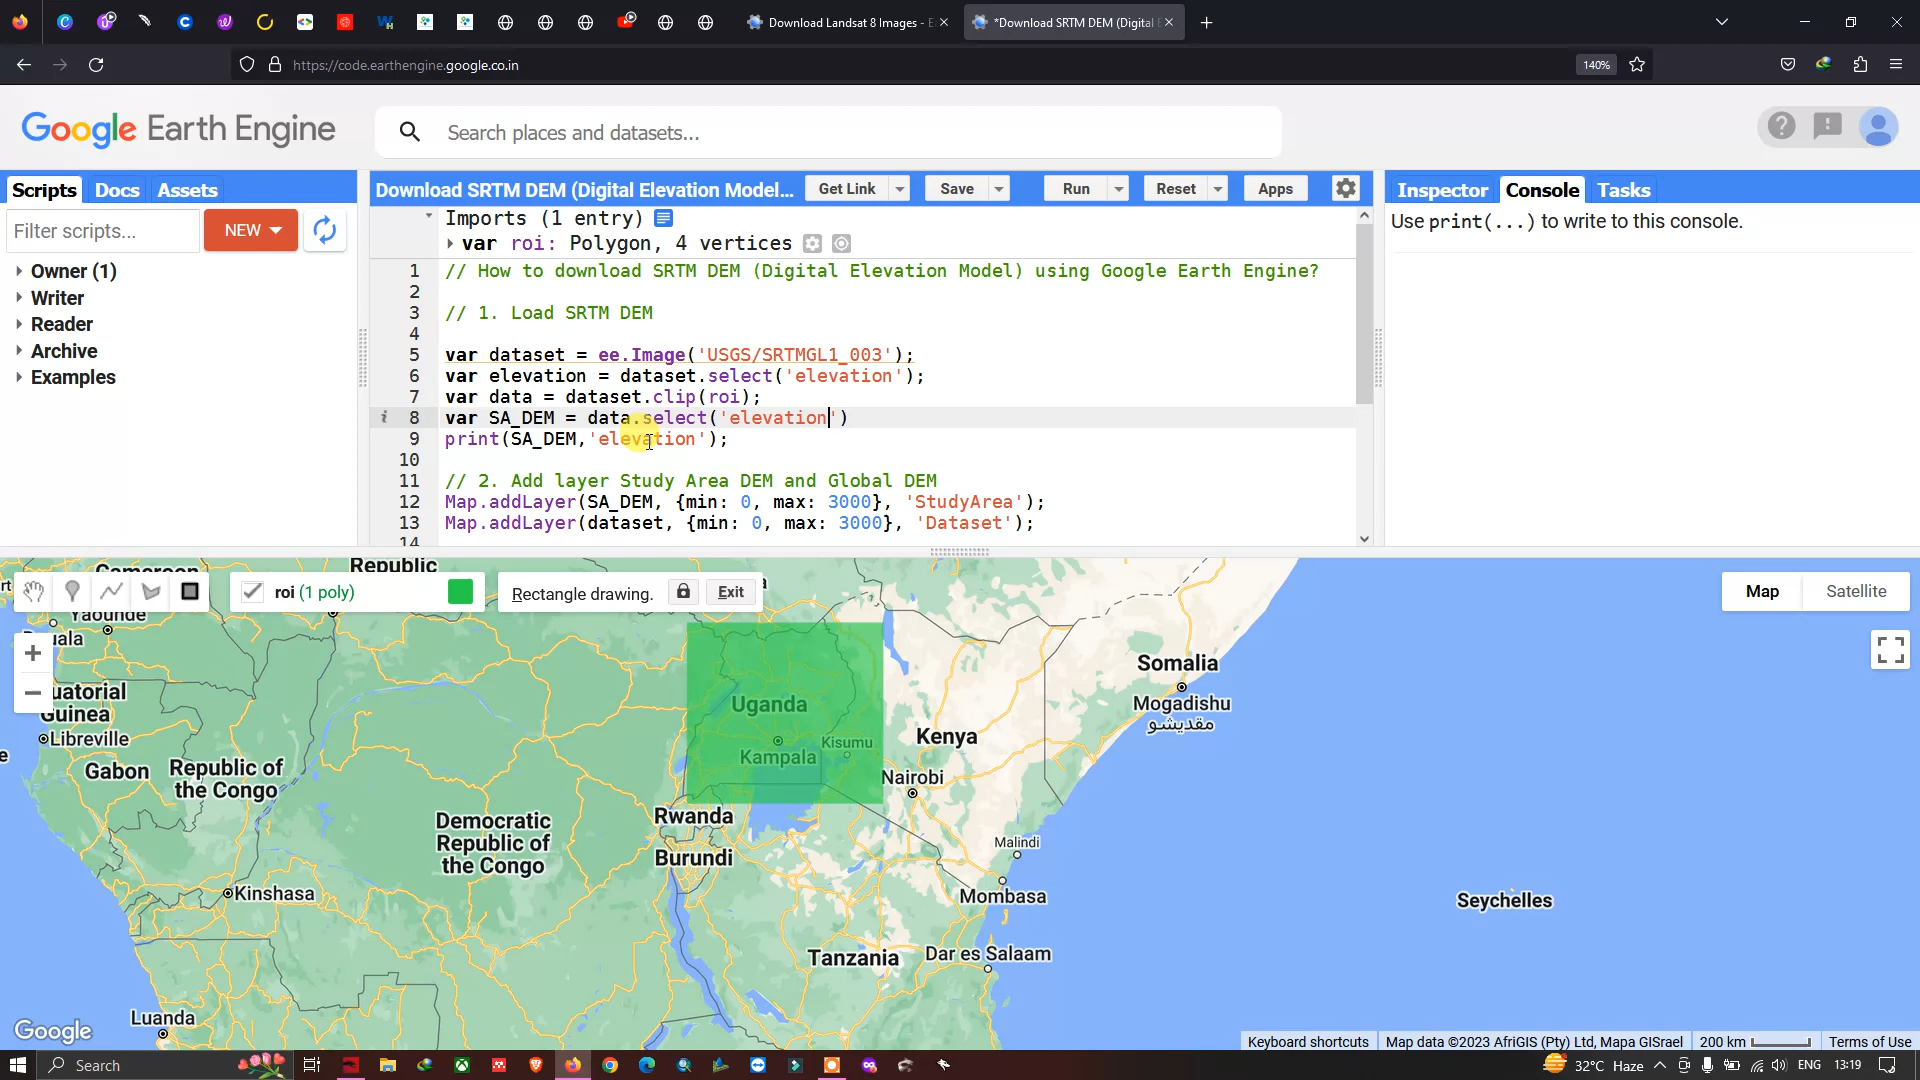 Download Landsat 8 Images - E
*Download SRTM DEM (Digital E
https://code.earthengine.google.co.in
140%
Google Earth Engine
Search places and datasets...
Scripts
Docs
Assets
Download SRTM DEM (Digital Elevation Model...
Get Link
Save
Run
Reset
Apps
Inspector
Console
Tasks
Filter scripts...
NEW
Owner (1)
Writer
Reader
Archive
Examples
Imports (1 entry)
var roi: Polygon, 4 vertices
1 // How to download SRTM DEM (Digital Elevation Model) using Google Earth Engine?
2
3 // 1. Load SRTM DEM
4
5 var dataset = ee.Image('USGS/SRTMGL1_003');
6 var elevation = dataset.select('elevation');
7 var data = dataset.clip(roi);
i 8 var SA_DEM = data.select('elevation')
9 print(SA_DEM,'elevation');
10
11 // 2. Add layer Study Area DEM and Global DEM
12 Map.addLayer(SA_DEM, {min: 0, max: 3000}, 'StudyArea');
13 Map.addLayer(dataset, {min: 0, max: 3000}, 'Dataset');
14
Use print(...) to write to this console.
Cameroon
Republic
roi (1 poly)
Rectangle drawing.
Exit
Map
Satellite
Yaounde
uala
+
−
uatorial
Guinea
Libreville
Gabon
Republic of
the Congo
Uganda
Kampala
Kisumu
Kenya
Nairobi
Somalia
Mogadishu
مقديشو
Rwanda
Burundi
Democratic
Republic of
the Congo
Malindi
Mombasa
Kinshasa
Tanzania
Dar es Salaam
Seychelles
Luanda
Google
Keyboard shortcuts
Map data ©2023 AfriGIS (Pty) Ltd, Mapa GISrael
200 km
Terms of Use
Search
32°C Haze
ENG
13:19